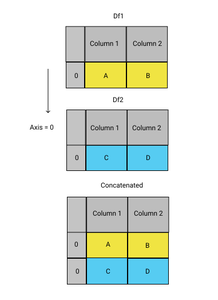 Df1
Column 1 Column 2
0 A B
Axis = 0
Df2
Column 1 Column 2
0 C D
Concatenated
Column 1 Column 2
0 A B
0 C D